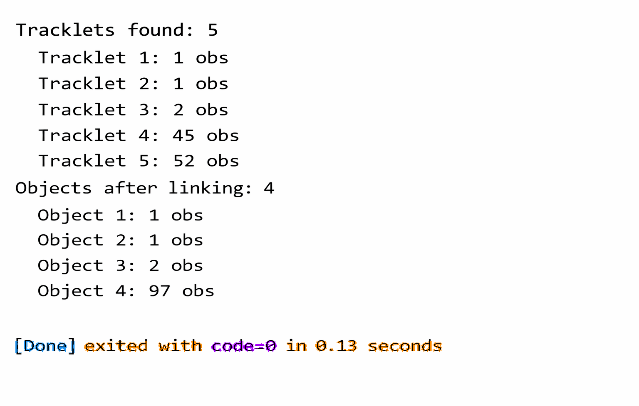 Tracklets found: 5
Tracklet 1: 1 obs
Tracklet 2: 1 obs
Tracklet 3: 2 obs
Tracklet 4: 45 obs
Tracklet 5: 52 obs
Objects after linking: 4
Object 1: 1 obs
Object 2: 1 obs
Object 3: 2 obs
Object 4: 97 obs
[Done] exited with code=0 in 0.13 seconds